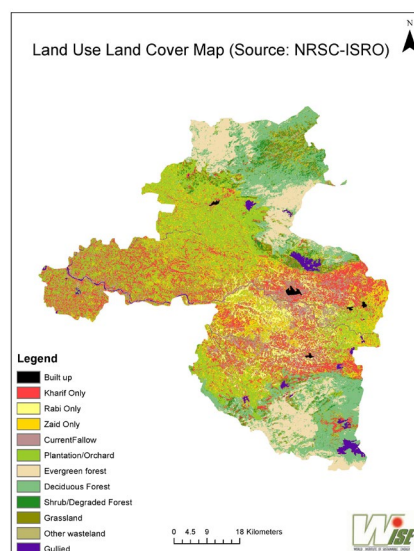 Land Use Land Cover Map (Source: NRSC-ISRO)
N
Legend
Built up
Kharif Only
Rabi Only
Zaid Only
CurrentFallow
Plantation/Orchard
Evergreen forest
Deciduous Forest
Shrub/Degraded Forest
Grassland
Other wasteland
Gullied
0 4.5 9 18 Kilometers
WISE